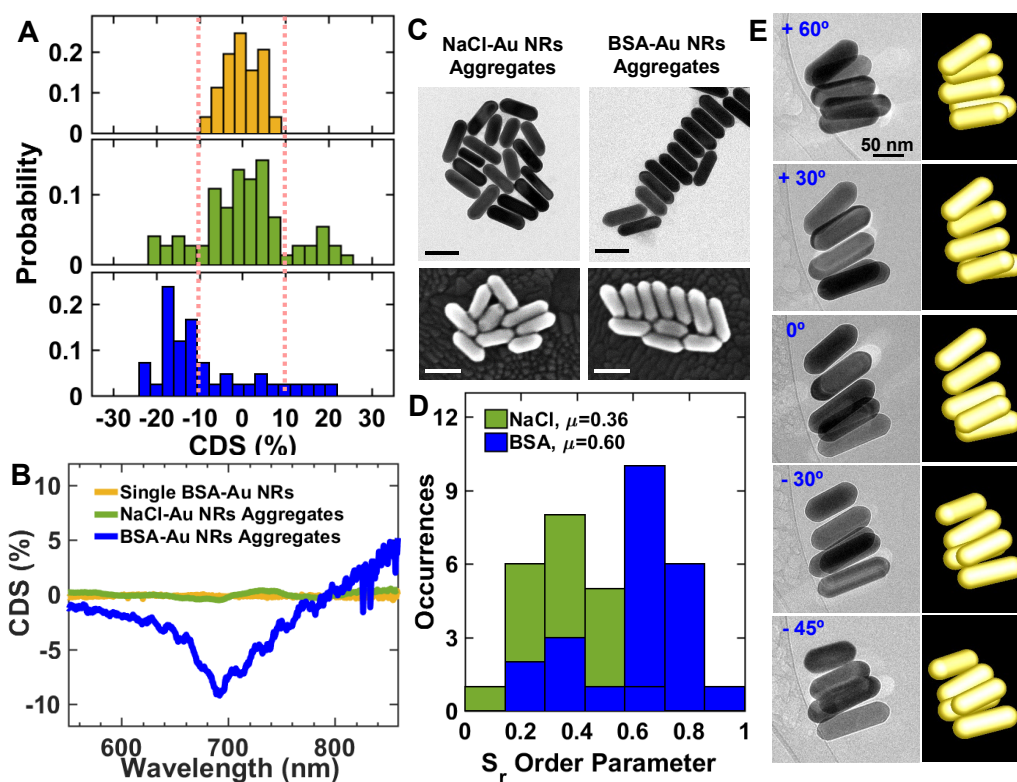 A
0.2
0.1
0
0.1
0
0.2
0.1
0
Probability
-30 -20 -10 0 10 20 30
CDS (%)
B
10
5
0
-5
-10
CDS (%)
Single BSA-Au NRs
NaCl-Au NRs Aggregates
BSA-Au NRs Aggregates
600 700 800
Wavelength (nm)
C
NaCl-Au NRs
Aggregates
BSA-Au NRs
Aggregates
D
12
9
6
3
0
Occurrences
NaCl, μ=0.36
BSA, μ=0.60
0 0.2 0.4 0.6 0.8 1
Sr Order Parameter
E
+ 60º
50 nm
+ 30º
0º
- 30º
- 45º